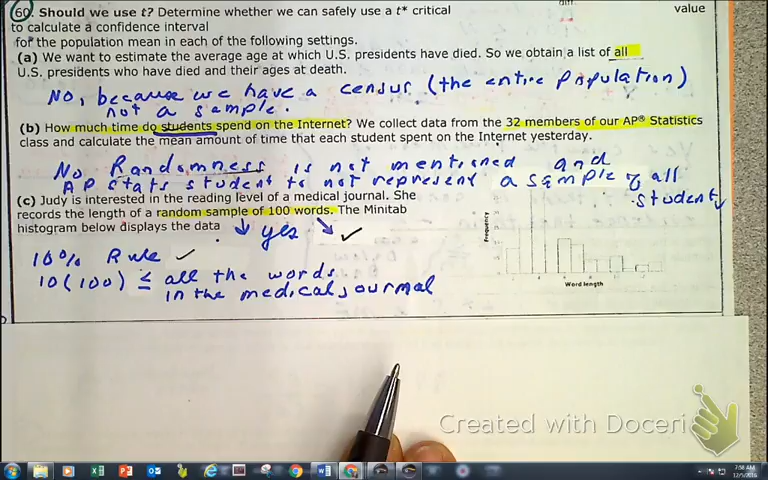 diff.
60. Should we use t? Determine whether we can safely use a t* critical value
to calculate a confidence interval
for the population mean in each of the following settings.
(a) We want to estimate the average age at which U.S. presidents have died. So we obtain a list of all
U.S. presidents who have died and their ages at death.
No, because we have a census (the entire population)
not a sample.
(b) How much time do students spend on the Internet? We collect data from the 32 members of our AP® Statistics
class and calculate the mean amount of time that each student spent on the Internet yesterday.
No. Randomness is not mentioned and
AP Stats student to not represent a sample of all
students
(c) Judy is interested in the reading level of a medical journal. She
records the length of a random sample of 100 words. The Minitab
histogram below displays the data
↓ yes ↘ ✓
10% Rule ✓
10(100) ≤ all the words
in the medical journal
Frequency
Word length
Created with Doceri
7:58 AM
12/5/2016